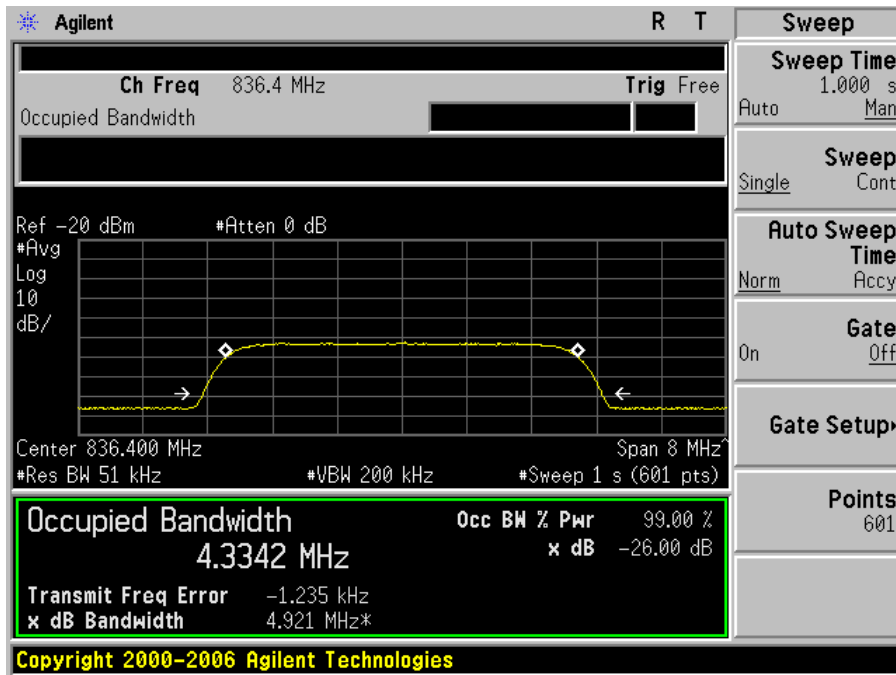 Agilent R T
Ch Freq 836.4 MHz Trig Free
Occupied Bandwidth
Ref -20 dBm #Atten 0 dB
#Avg
Log
10
dB/
Center 836.400 MHz Span 8 MHz^
#Res BW 51 kHz #VBW 200 kHz #Sweep 1 s (601 pts)
Occupied Bandwidth
4.3342 MHz
Occ BW % Pwr 99.00 %
x dB -26.00 dB
Transmit Freq Error -1.235 kHz
x dB Bandwidth 4.921 MHz*
Copyright 2000-2006 Agilent Technologies
Sweep
Sweep Time
1.000 s
Auto Man
Sweep
Single Cont
Auto Sweep
Time
Norm Accy
Gate
On Off
Gate Setup
Points
601